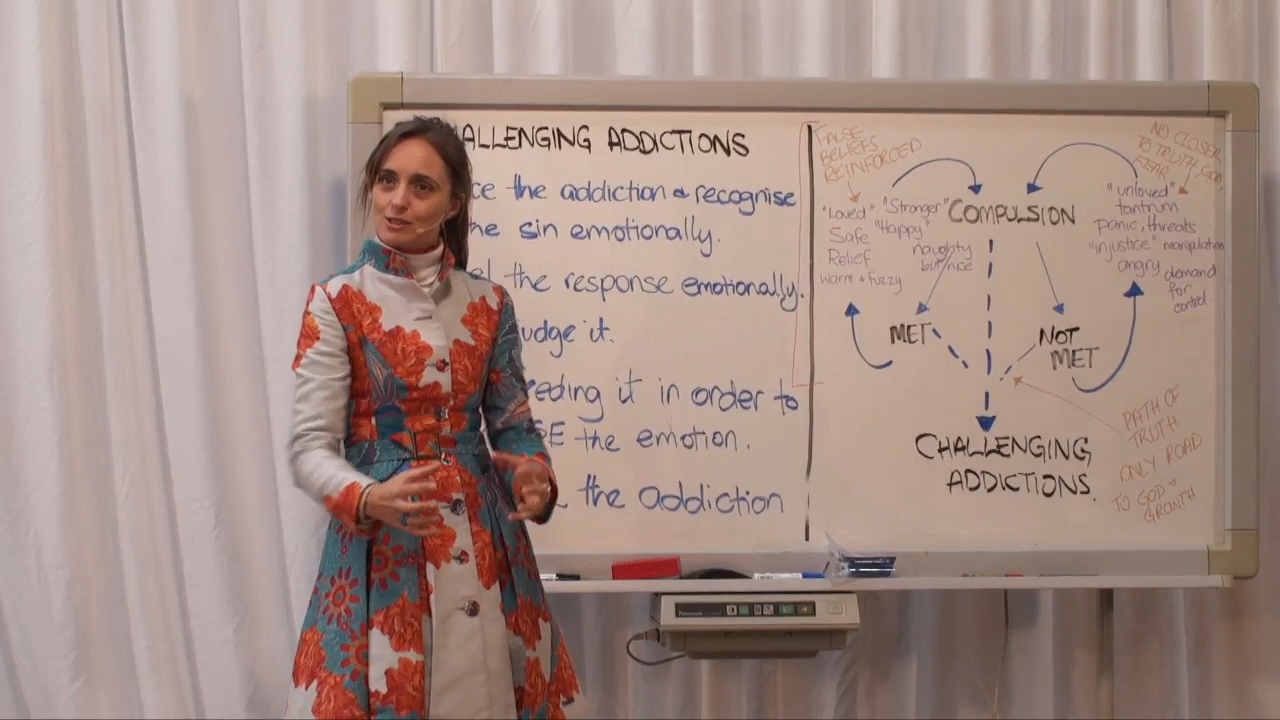 HALLENGING ADDICTIONS
ce the addiction & recognise
he sin emotionally.
el the response emotionally.
udge it.
eeding it in order to
SE the emotion.
the addiction
FALSE
BELIEFS
REINFORCED
"Loved"
Safe
Relief
warm + fuzzy
"Stronger"
"Happy"
naughty
but nice
COMPULSION
NO CLOSER
TO TRUTH, GOD,
FEAR
"unloved"
tantrum
panic, threats
"injustice" manipulation
angry
demand
for
control.
MET
NOT
MET
CHALLENGING
ADDICTIONS.
PATH OF
TRUTH
ONLY ROAD
TO GOD +
GROWTH
Panasonic